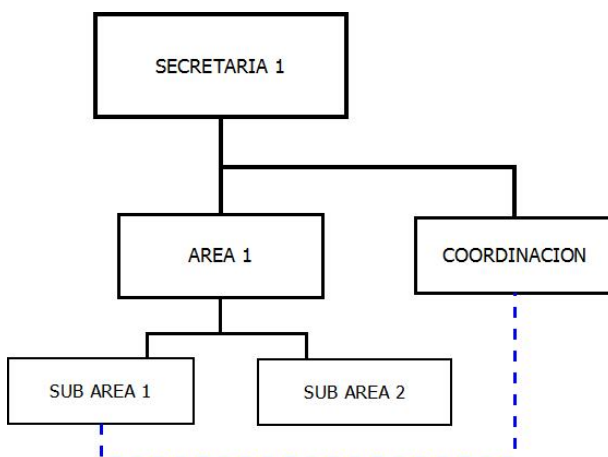 SECRETARIA 1
AREA 1
COORDINACION
SUB AREA 1
SUB AREA 2